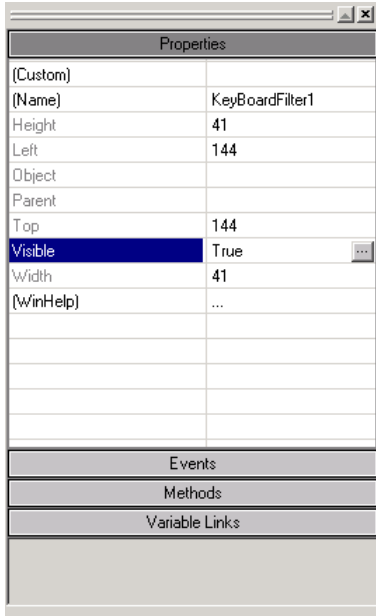 Properties
(Custom)
(Name) KeyBoardFilter1
Height 41
Left 144
Object
Parent
Top 144
Visible True ...
Width 41
(WinHelp) ...
Events
Methods
Variable Links